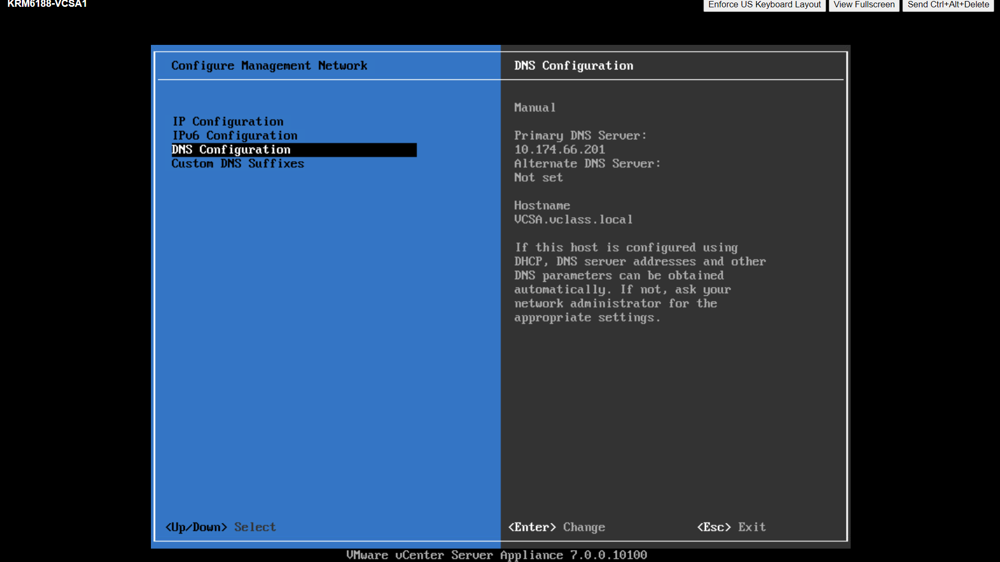 KRM6188-VCSA1
Enforce US Keyboard Layout
View Fullscreen
Send Ctrl+Alt+Delete
Configure Management Network
IP Configuration
IPv6 Configuration
DNS Configuration
Custom DNS Suffixes
<Up/Down> Select
DNS Configuration
Manual
Primary DNS Server:
10.174.66.201
Alternate DNS Server:
Not set
Hostname
VCSA.vclass.local
If this host is configured using
DHCP, DNS server addresses and other
DNS parameters can be obtained
automatically. If not, ask your
network administrator for the
appropriate settings.
<Enter> Change
<Esc> Exit
VMware vCenter Server Appliance 7.0.0.10100